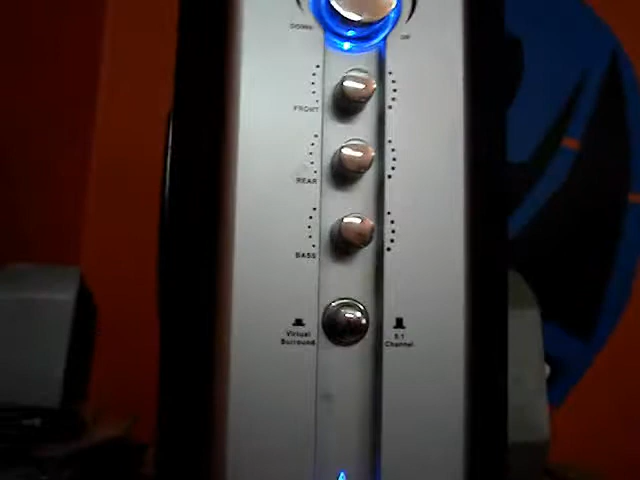 DOWN UP
FRONT
REAR
BASS
Virtual
Surround
5.1
Channel